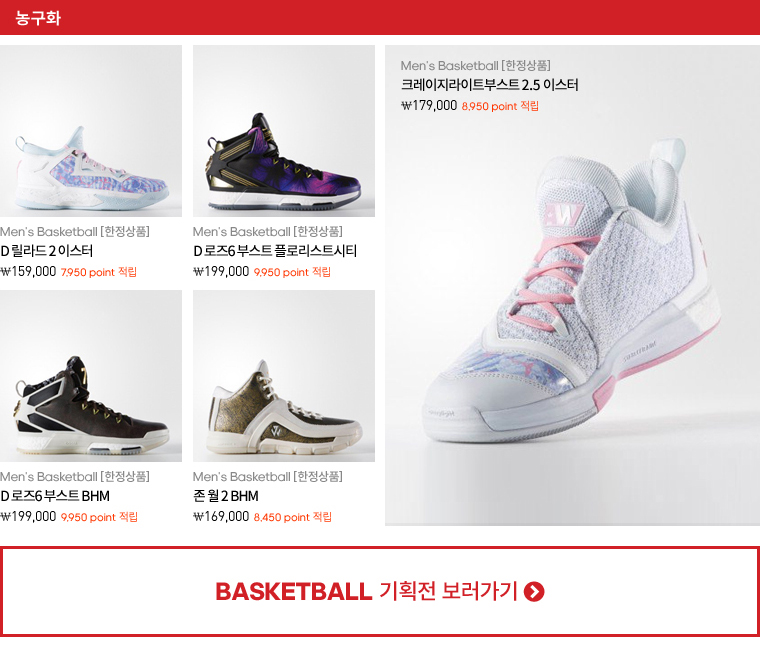 농구화
Men's Basketball [한정상품]
D 릴라드 2 이스터
₩159,000 7,950 point 적립
Men's Basketball [한정상품]
D 로즈6 부스트 플로리스트시티
₩199,000 9,950 point 적립
Men's Basketball [한정상품]
크레이지라이트부스트 2.5 이스터
₩179,000 8,950 point 적립
Men's Basketball [한정상품]
D 로즈6 부스트 BHM
₩199,000 9,950 point 적립
Men's Basketball [한정상품]
존 월 2 BHM
₩169,000 8,450 point 적립
BASKETBALL 기획전 보러가기